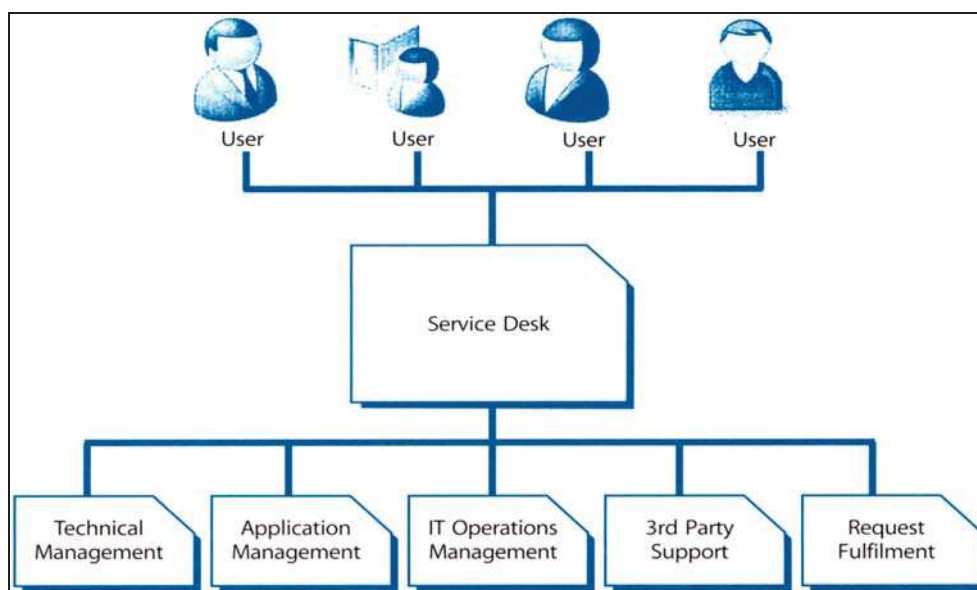 User
User
User
User
Service Desk
Technical
Management
Application
Management
IT Operations
Management
3rd Party
Support
Request
Fulfilment